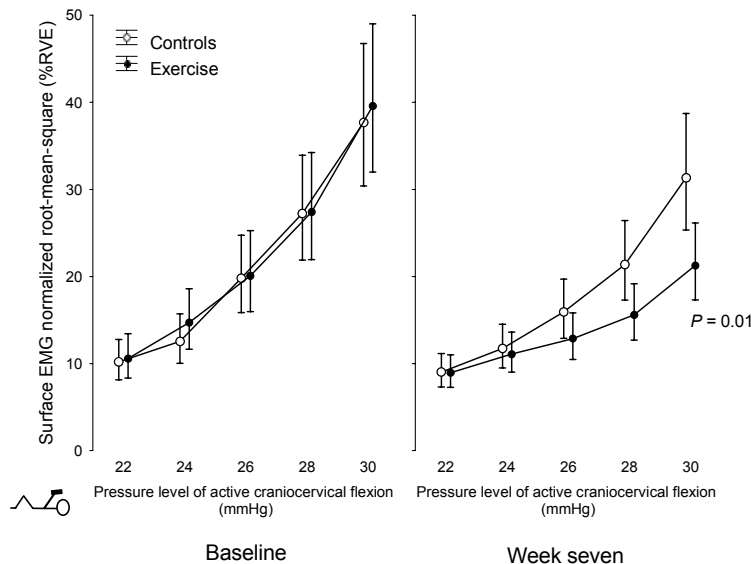 Surface EMG normalized root-mean-square (%RVE)
50
40
30
20
10
0
Controls
Exercise
P = 0.01
22 24 26 28 30
22 24 26 28 30
Pressure level of active craniocervical flexion
(mmHg)
Pressure level of active craniocervical flexion
(mmHg)
Baseline
Week seven